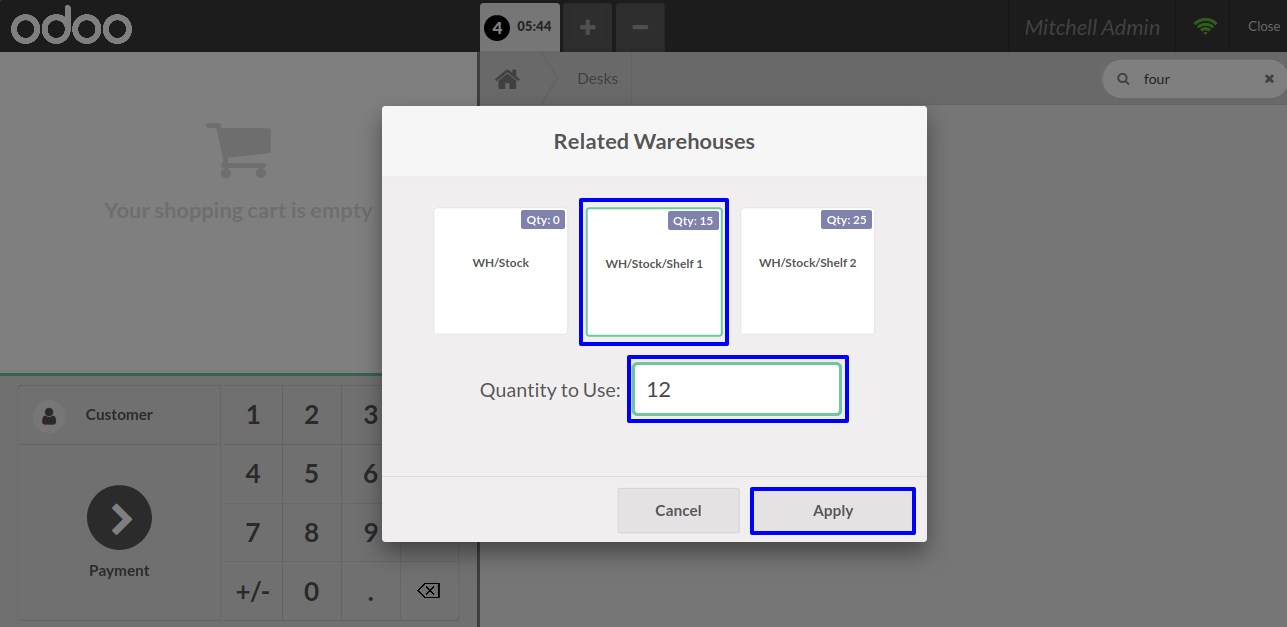 odoo
4 05:44 + −
Mitchell Admin
Close
Desks
four
Your shopping cart is empty
Related Warehouses
Qty: 0
WH/Stock
Qty: 15
WH/Stock/Shelf 1
Qty: 25
WH/Stock/Shelf 2
Quantity to Use: 12
Cancel
Apply
Customer
1 2 3
4 5 6
7 8 9
+/- 0 .
Payment